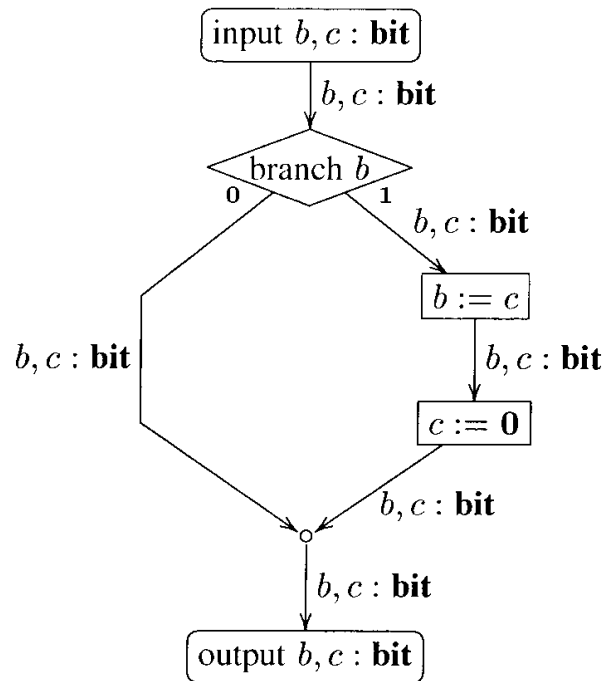 input b, c : bit
b, c : bit
branch b
0
1
b, c : bit
b := c
b, c : bit
b, c : bit
c := 0
b, c : bit
b, c : bit
output b, c : bit